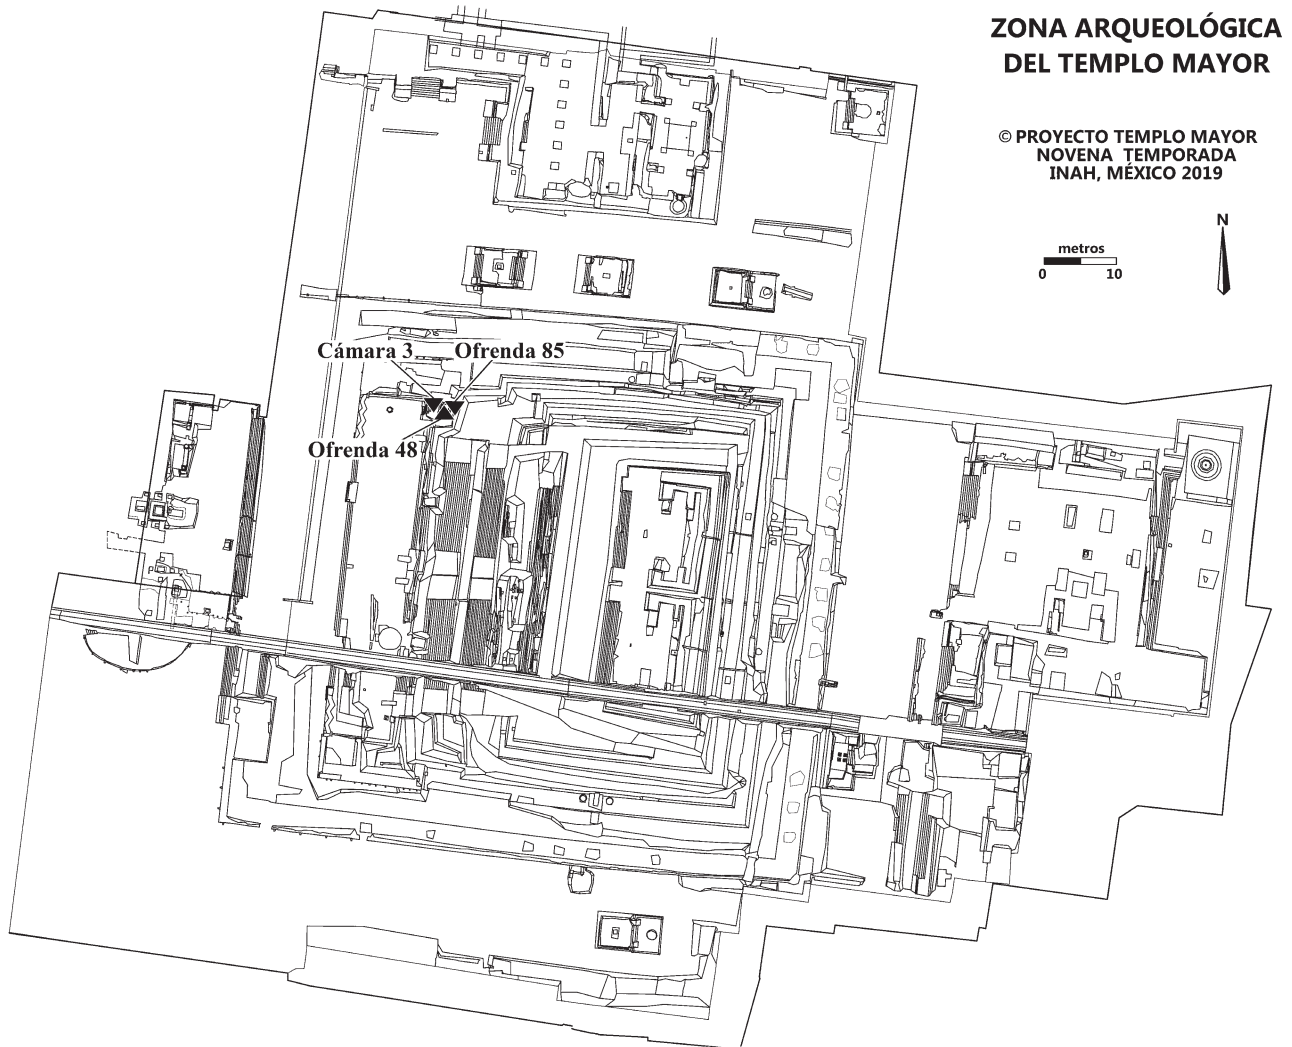 ZONA ARQUEOLÓGICA
DEL TEMPLO MAYOR
© PROYECTO TEMPLO MAYOR
NOVENA TEMPORADA
INAH, MÉXICO 2019
N
metros
0 10
Cámara 3 Ofrenda 85
Ofrenda 48